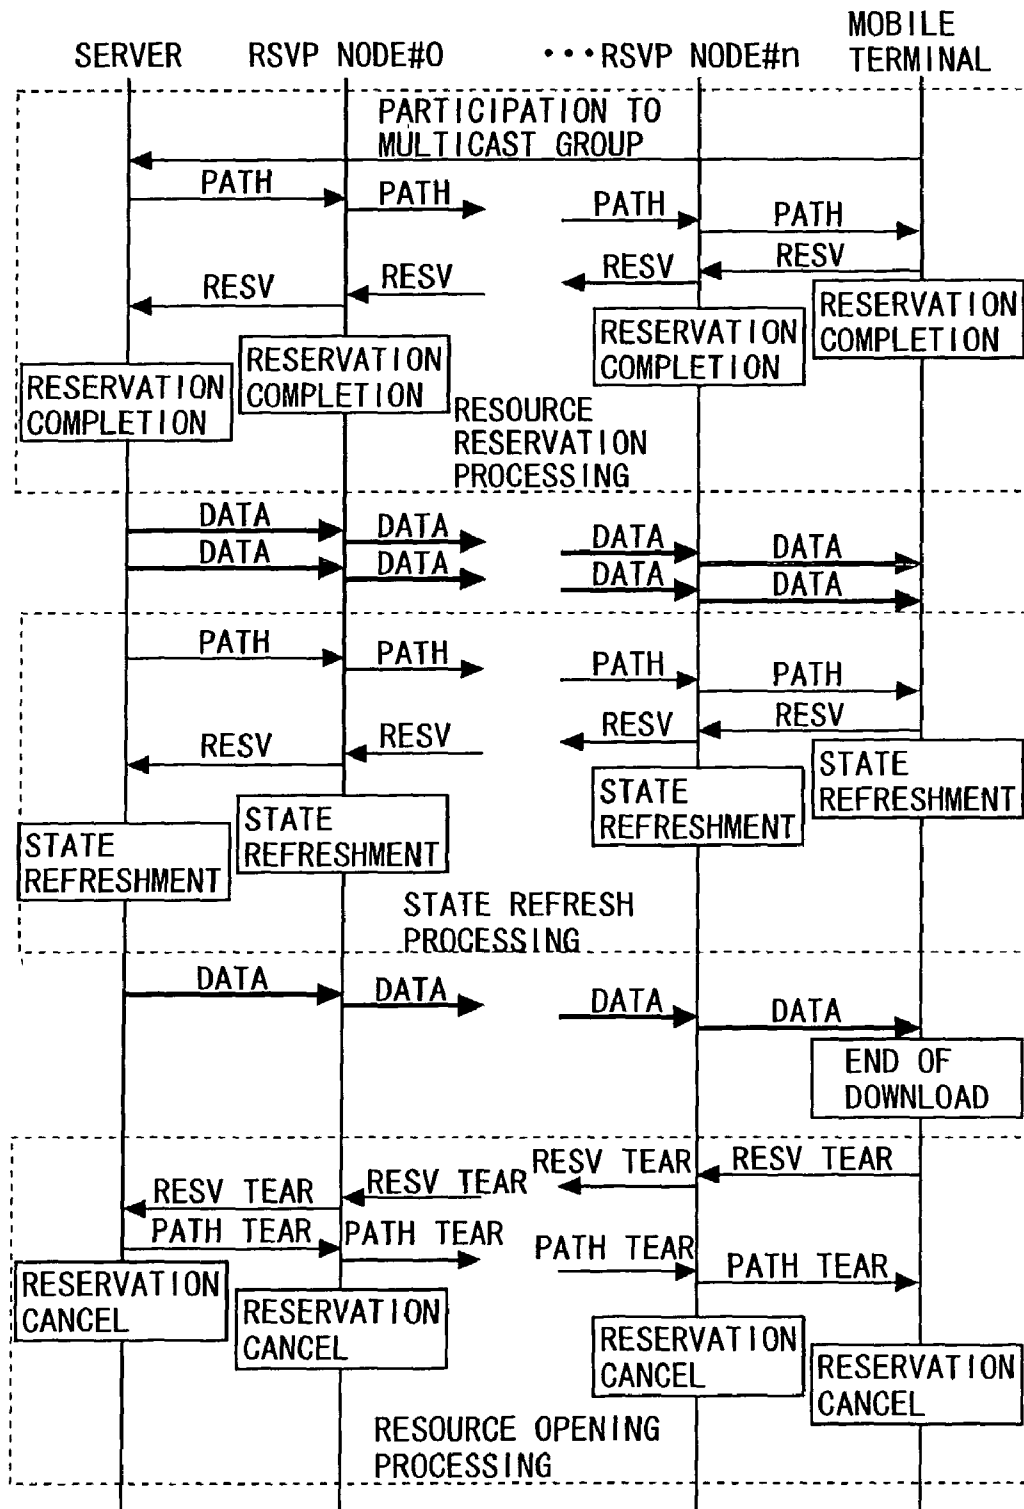 SERVER RSVP NODE#0 ···RSVP NODE#n MOBILE
TERMINAL
PARTICIPATION TO
MULTICAST GROUP
PATH
PATH
PATH
PATH
RESV
RESV
RESV
RESV
RESERVATION
COMPLETION
RESERVATION
COMPLETION
RESERVATION
COMPLETION
RESERVATION
COMPLETION
RESOURCE
RESERVATION
PROCESSING
DATA
DATA
DATA
DATA
DATA
DATA
DATA
DATA
PATH
PATH
PATH
PATH
RESV
RESV
RESV
RESV
STATE
REFRESHMENT
STATE
REFRESHMENT
STATE
REFRESHMENT
STATE
REFRESHMENT
STATE REFRESH
PROCESSING
DATA
DATA
DATA
DATA
END OF
DOWNLOAD
RESV TEAR
RESV TEAR
RESV TEAR
RESV TEAR
PATH TEAR
PATH TEAR
PATH TEAR
PATH TEAR
RESERVATION
CANCEL
RESERVATION
CANCEL
RESERVATION
CANCEL
RESERVATION
CANCEL
RESOURCE OPENING
PROCESSING